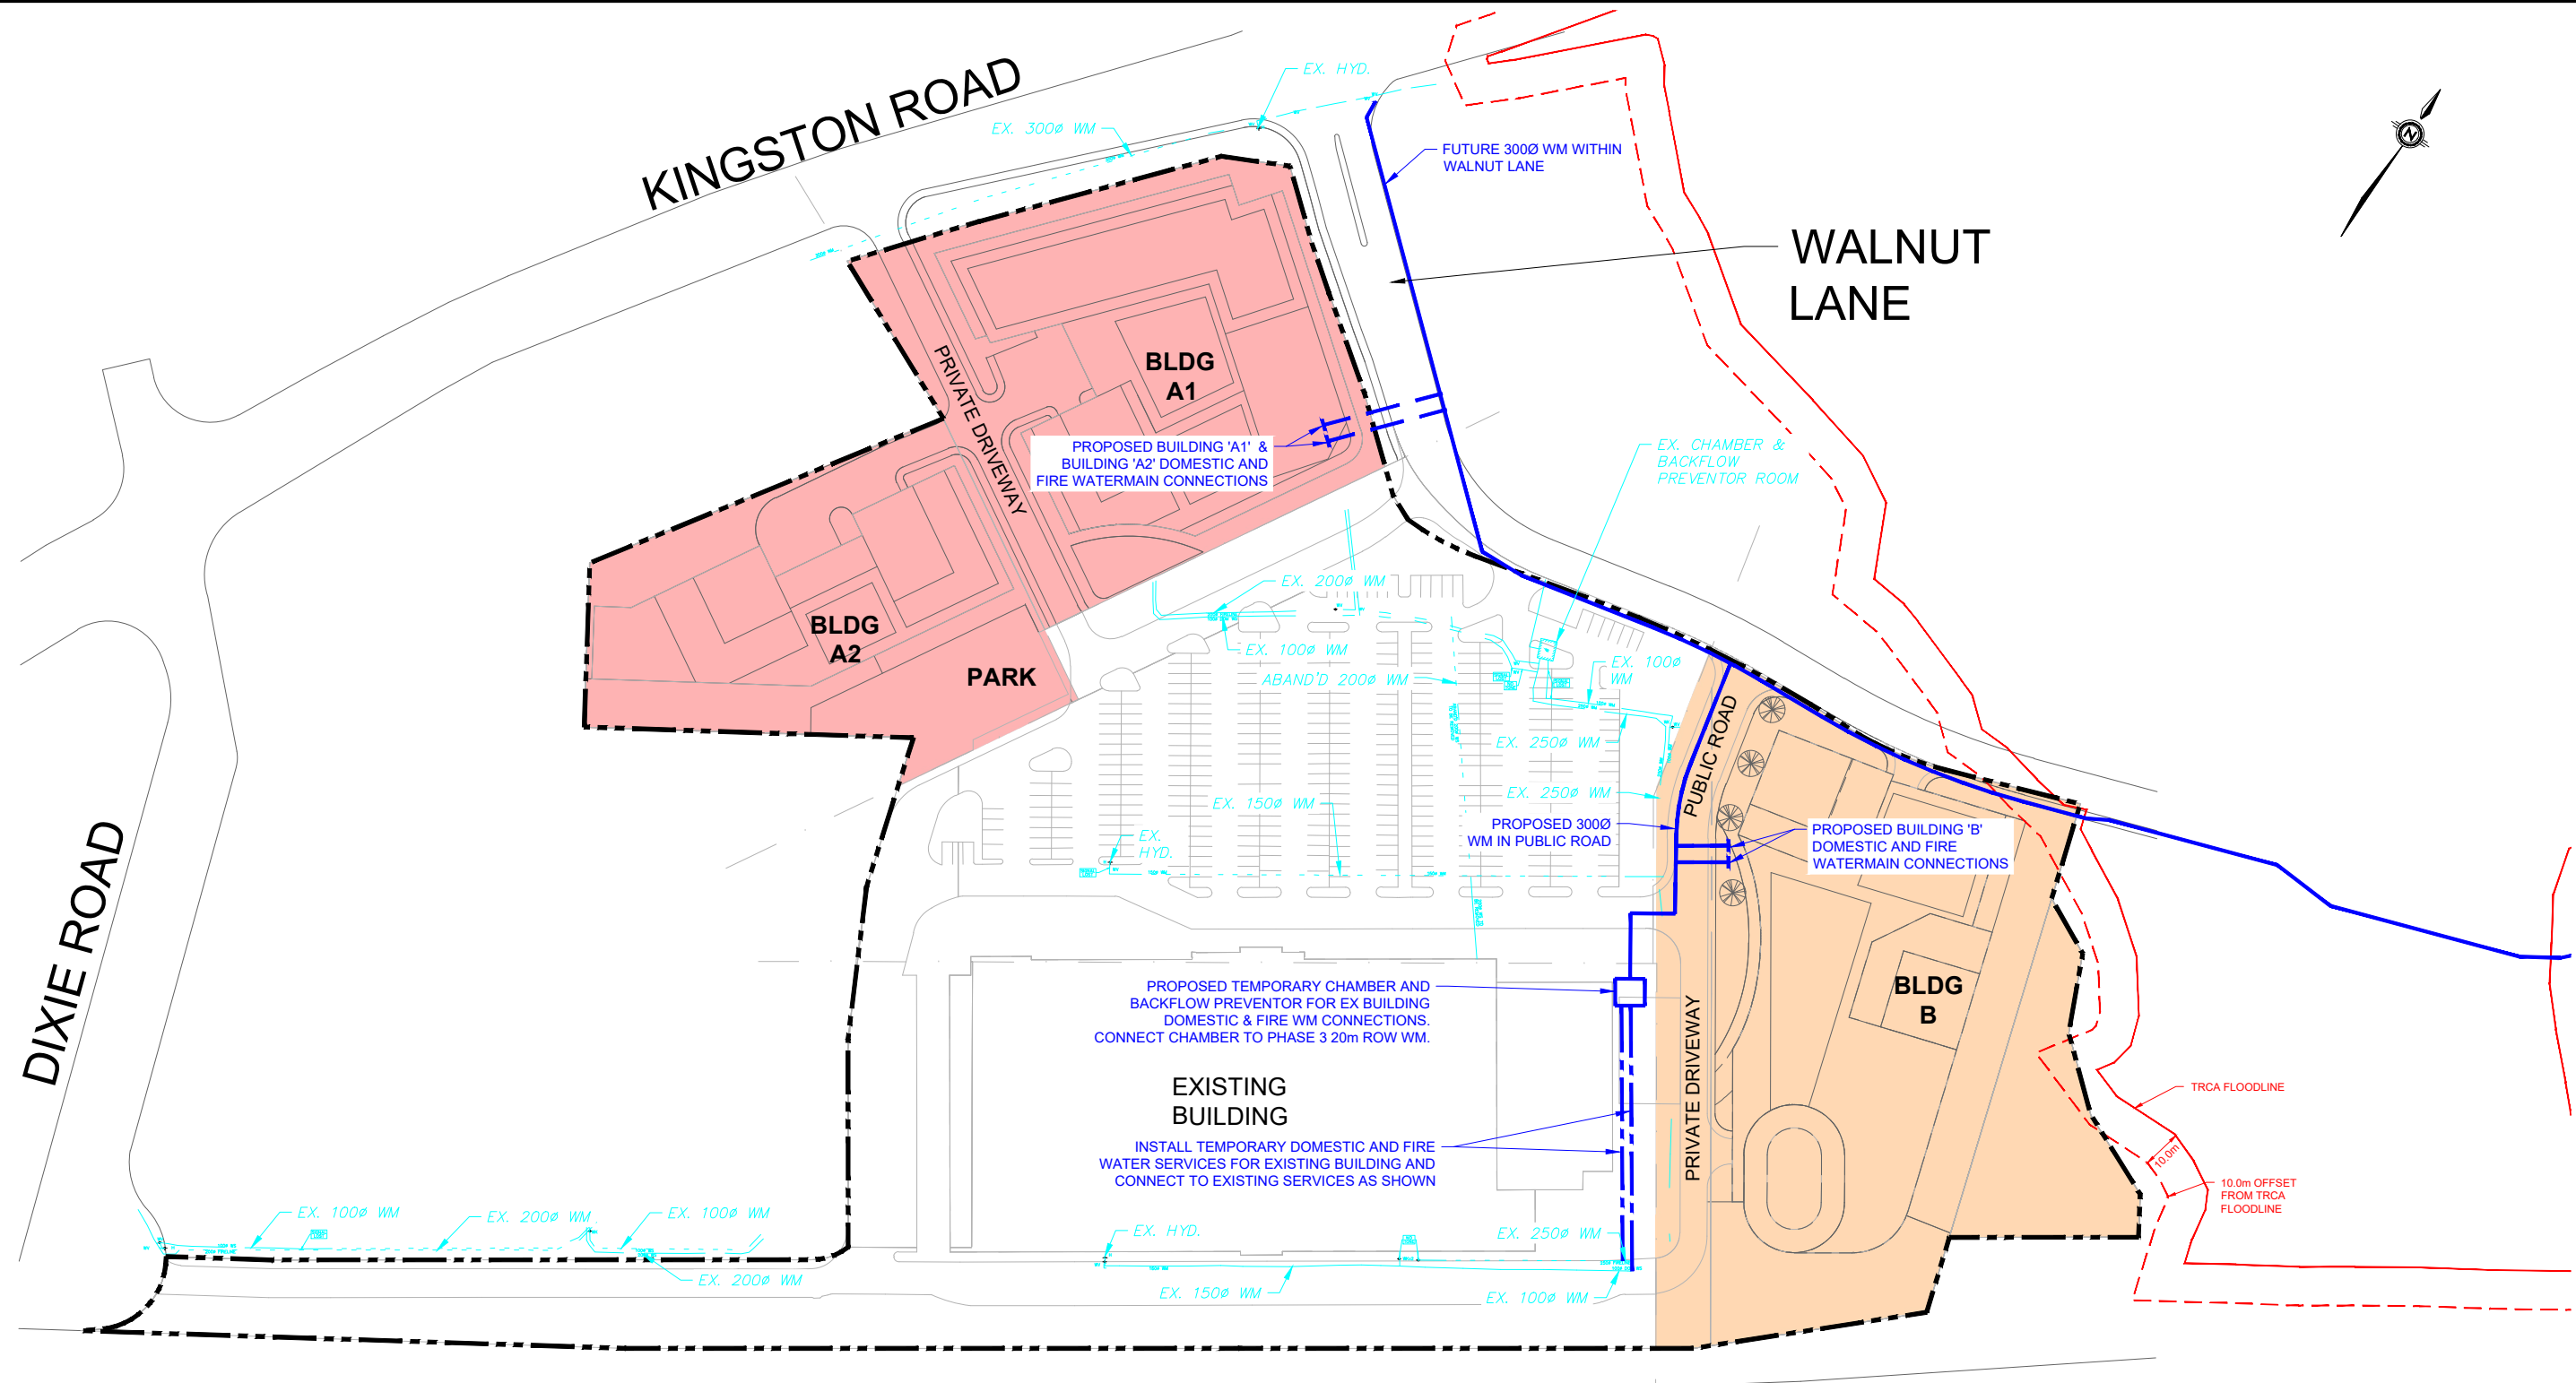 KINGSTON ROAD
EX. HYD.
EX. 300ø WM
FUTURE 300Ø WM WITHIN
WALNUT LANE
N
WALNUT
LANE
BLDG
A1
PRIVATE DRIVEWAY
PROPOSED BUILDING 'A1' &
BUILDING 'A2' DOMESTIC AND
FIRE WATERMAIN CONNECTIONS
EX. CHAMBER &
BACKFLOW
PREVENTOR ROOM
BLDG
A2
PARK
EX. 200ø WM
EX. 100ø WM
ABAND'D 200ø WM
EX. 100ø
WM
EX. 250ø WM
EX. 250ø WM
EX. 150ø WM
EX.
HYD.
PUBLIC ROAD
PROPOSED 300Ø
WM IN PUBLIC ROAD
PROPOSED BUILDING 'B'
DOMESTIC AND FIRE
WATERMAIN CONNECTIONS
DIXIE ROAD
PROPOSED TEMPORARY CHAMBER AND
BACKFLOW PREVENTOR FOR EX BUILDING
DOMESTIC & FIRE WM CONNECTIONS.
CONNECT CHAMBER TO PHASE 3 20m ROW WM.
BLDG
B
PRIVATE DRIVEWAY
EXISTING
BUILDING
INSTALL TEMPORARY DOMESTIC AND FIRE
WATER SERVICES FOR EXISTING BUILDING AND
CONNECT TO EXISTING SERVICES AS SHOWN
TRCA FLOODLINE
10.0m
10.0m OFFSET
FROM TRCA
FLOODLINE
EX. 100ø WM
EX. 200ø WM
EX. 100ø WM
EX. 200ø WM
EX. HYD.
EX. 250ø WM
EX. 150ø WM
EX. 100ø WM